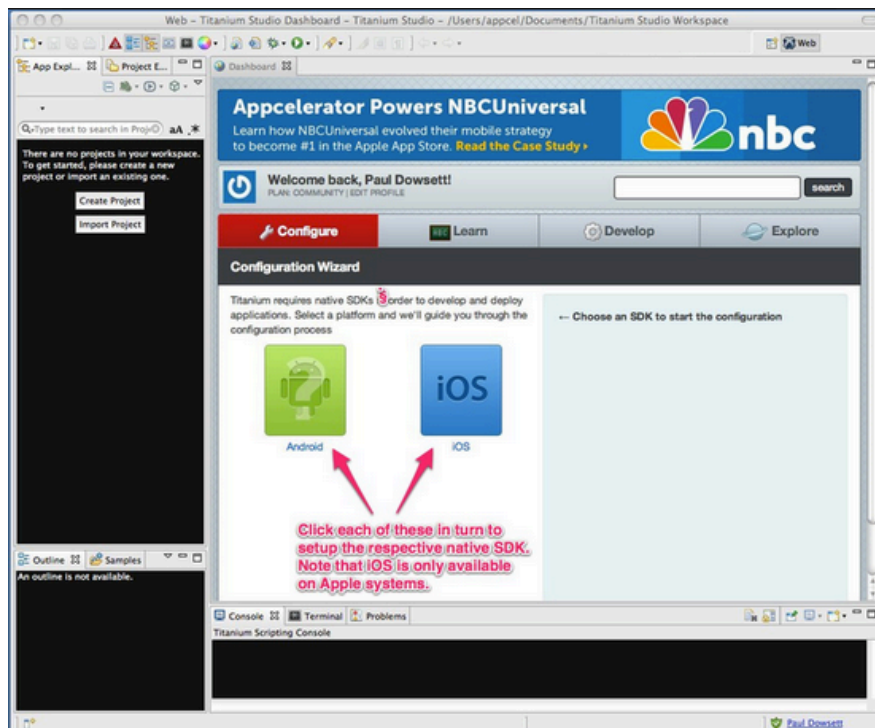 Web – Titanium Studio Dashboard – Titanium Studio – /Users/appcel/Documents/Titanium Studio Workspace
Web
App Expl...
Project E...
Dashboard
Type text to search in Proj
aA .*
There are no projects in your workspace.
To get started, please create a new
project or import an existing one.
Create Project
Import Project
Appcelerator Powers NBCUniversal
Learn how NBCUniversal evolved their mobile strategy
to become #1 in the Apple App Store. Read the Case Study
nbc
Welcome back, Paul Dowsett!
PLAN: COMMUNITY | EDIT PROFILE
search
Configure
Learn
Develop
Explore
Configuration Wizard
Titanium requires native SDKs § order to develop and deploy
applications. Select a platform and we'll guide you through the
configuration process
← Choose an SDK to start the configuration
iOS
Android
iOS
Click each of these in turn to
setup the respective native SDK.
Note that iOS is only available
on Apple systems.
Outline
Samples
An outline is not available.
Console
Terminal
Problems
Titanium Scripting Console
Paul Dowsett